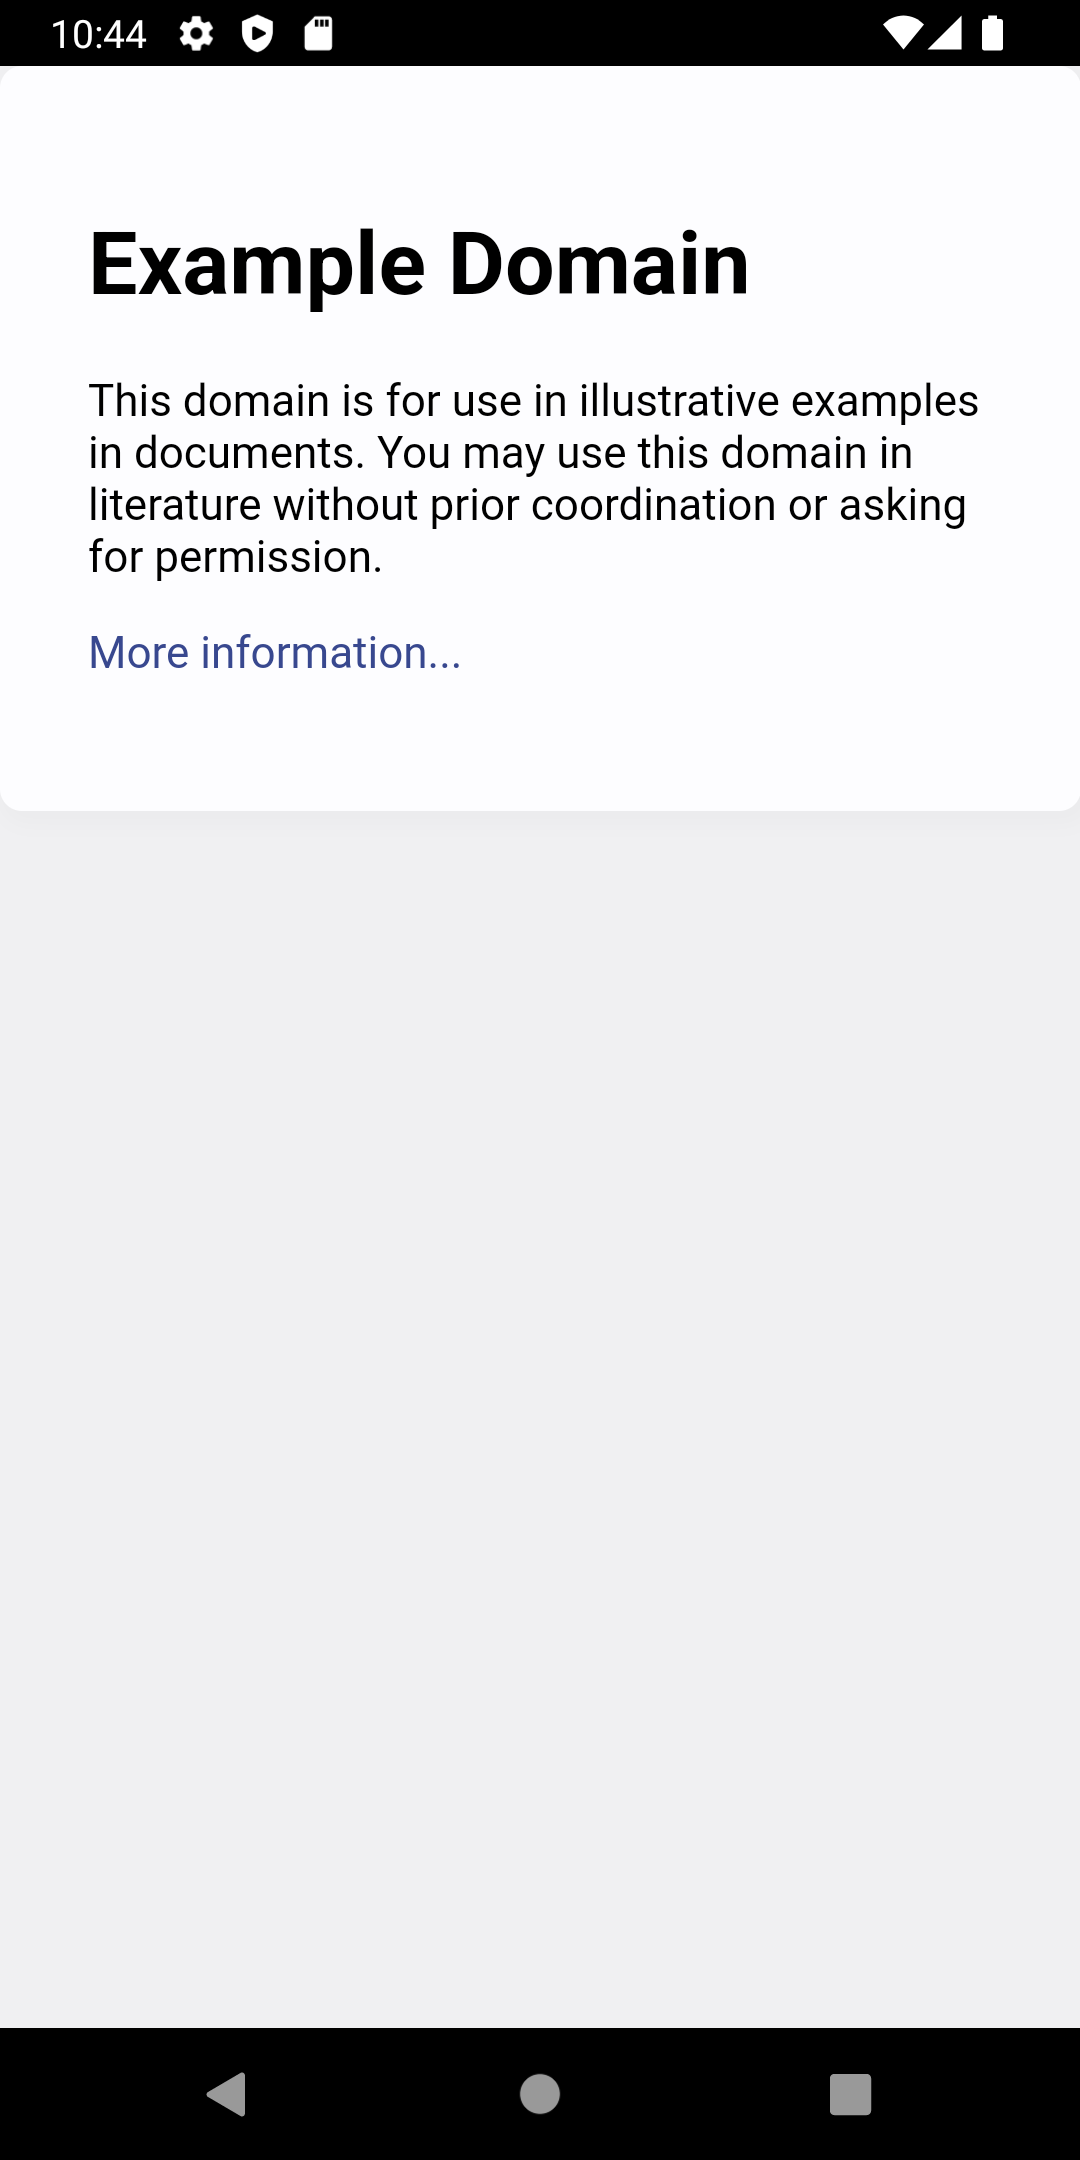 10:44
Example Domain
This domain is for use in illustrative examples
in documents. You may use this domain in
literature without prior coordination or asking
for permission.
More information...